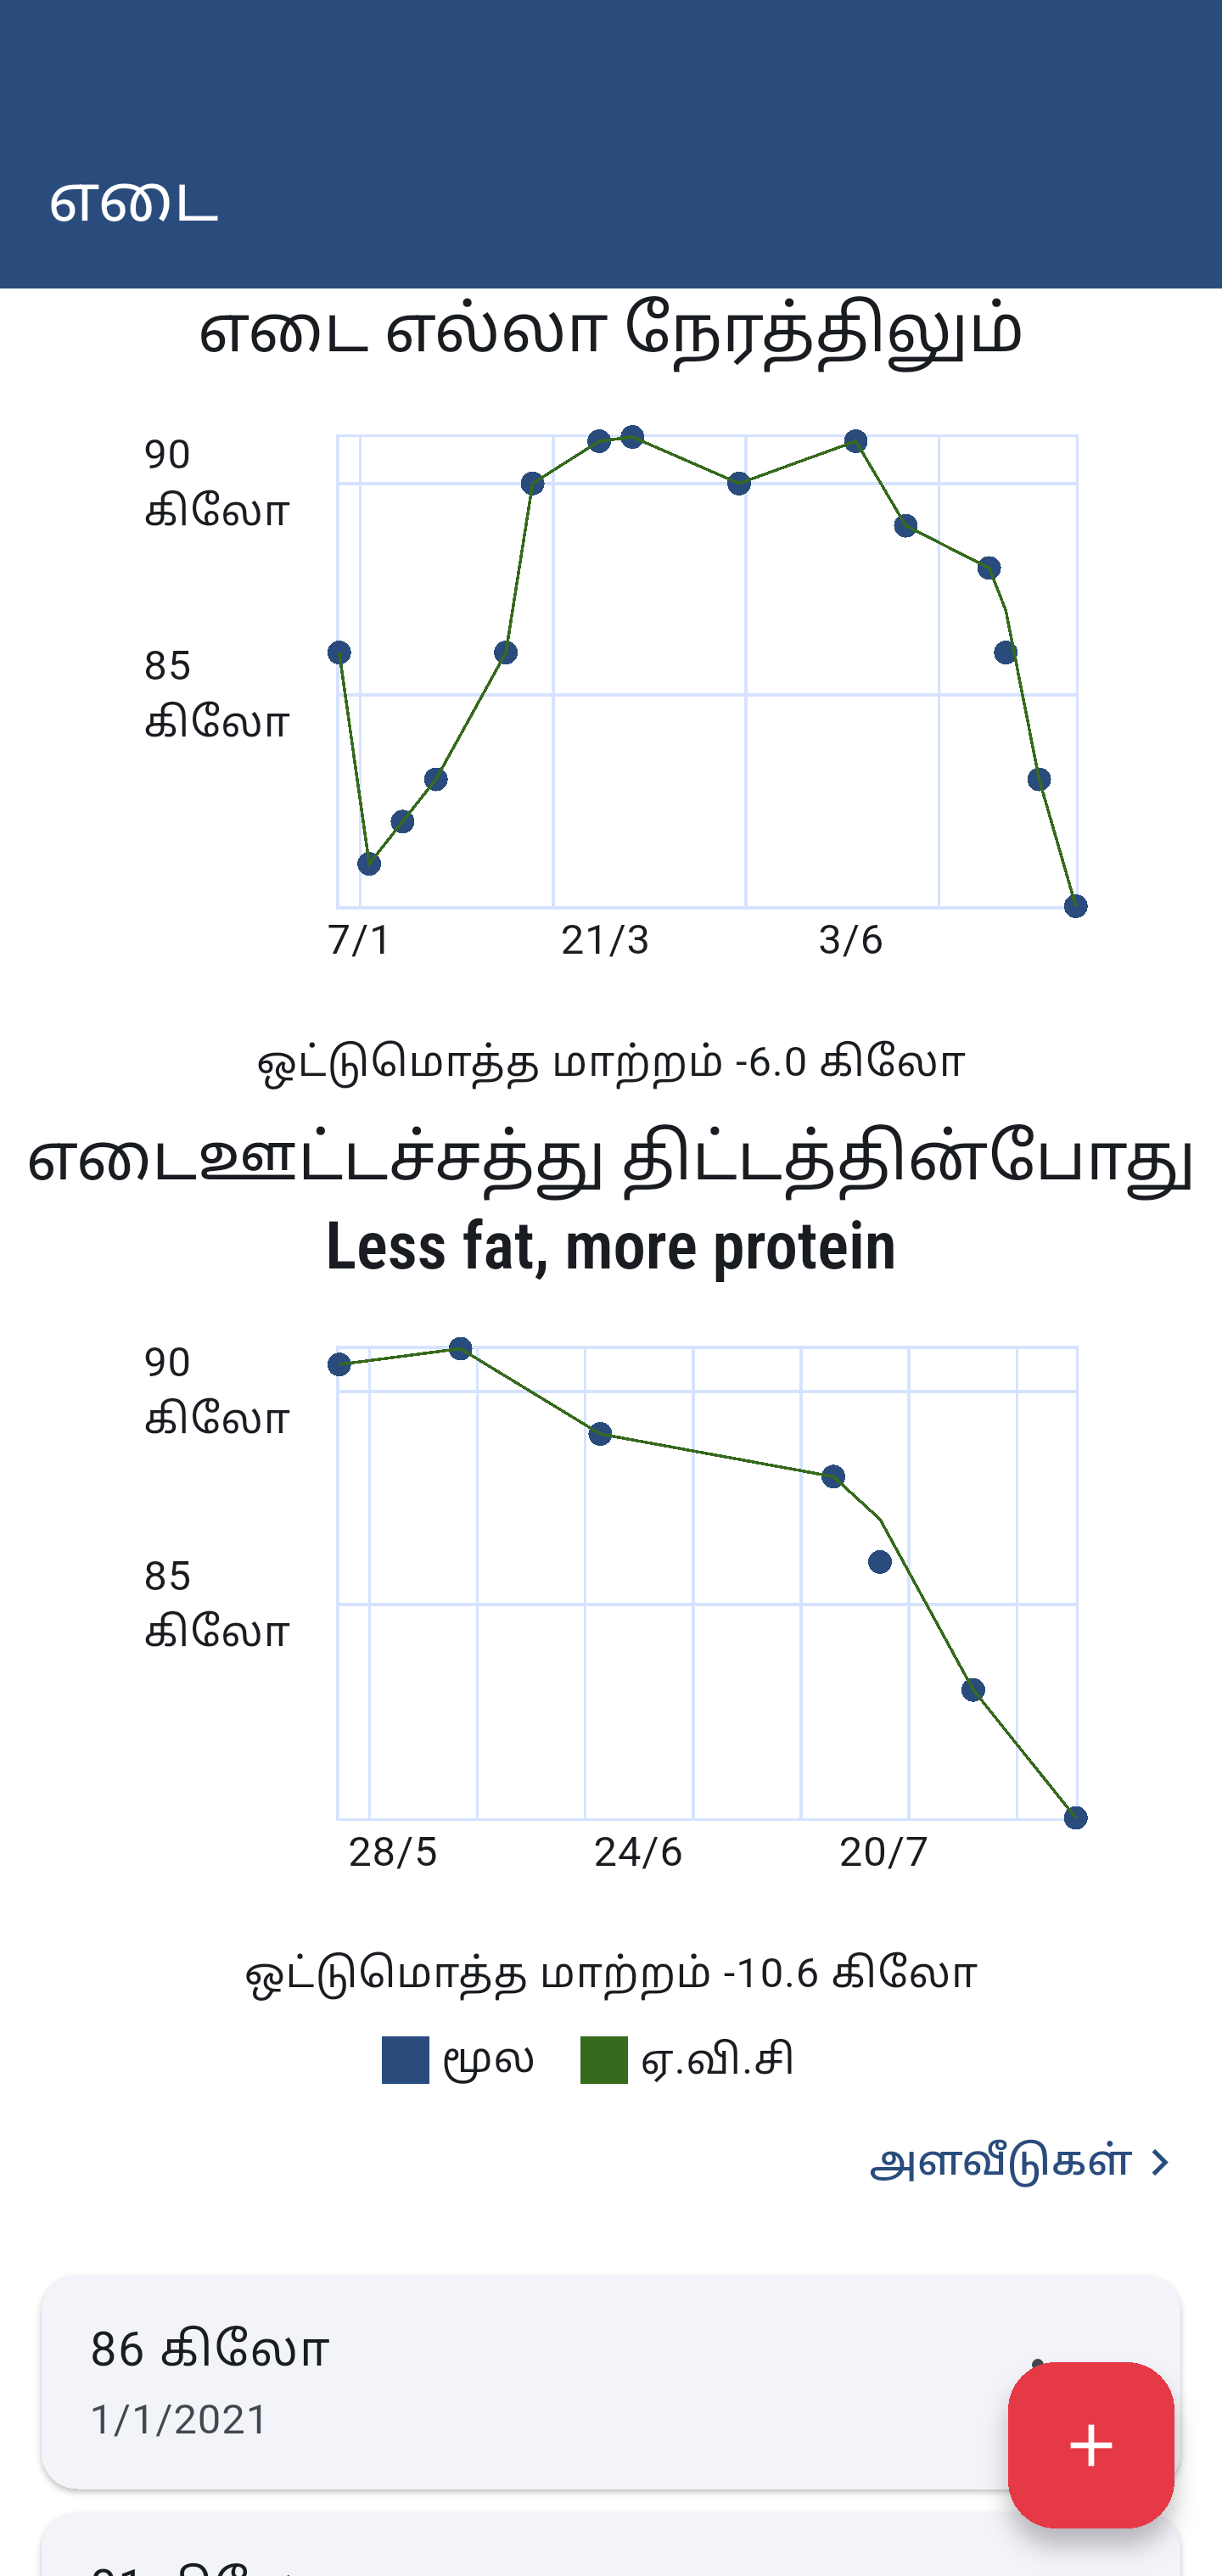 எடை
எடை எல்லா நேரத்திலும்
90
கிலோ
85
கிலோ
7/1
21/3
3/6
ஒட்டுமொத்த மாற்றம் -6.0 கிலோ
எடைஊட்டச்சத்து திட்டத்தின்போது
Less fat, more protein
90
கிலோ
85
கிலோ
28/5
24/6
20/7
ஒட்டுமொத்த மாற்றம் -10.6 கிலோ
மூல
ஏ.வி.சி
அளவீடுகள்
86 கிலோ
1/1/2021